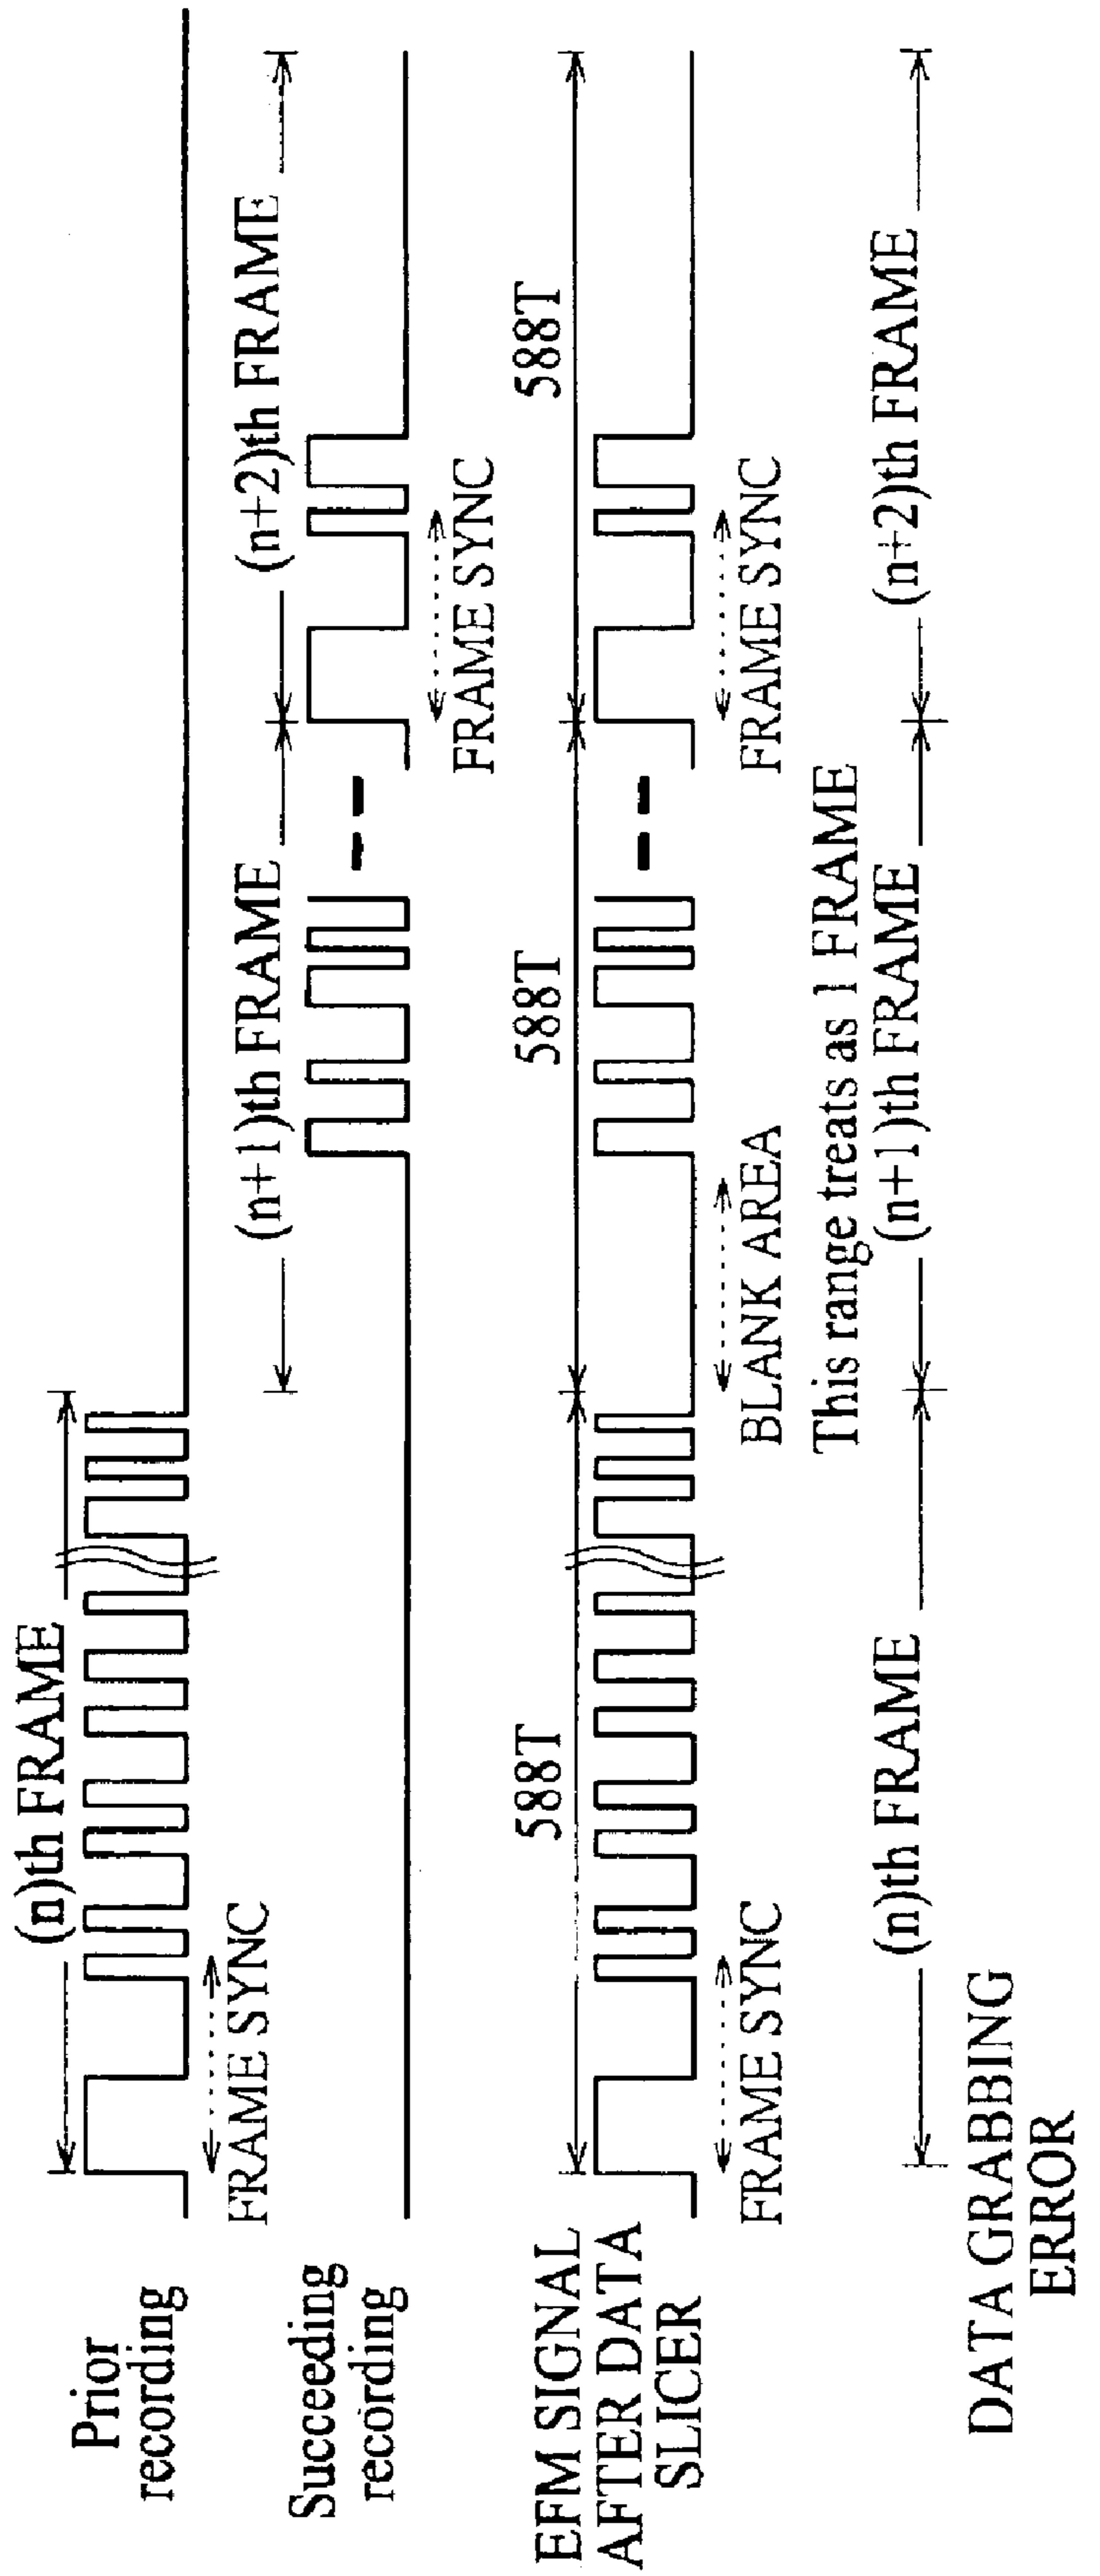 (n)th FRAME
Prior
recording
FRAME SYNC
(n+1)th FRAME
(n+2)th FRAME
Succeeding
recording
FRAME SYNC
588T
588T
588T
EFM SIGNAL
AFTER DATA
SLICER
FRAME SYNC
BLANK AREA
FRAME SYNC
This range treats as 1 FRAME
(n)th FRAME
(n+1)th FRAME
(n+2)th FRAME
DATA GRABBING
ERROR